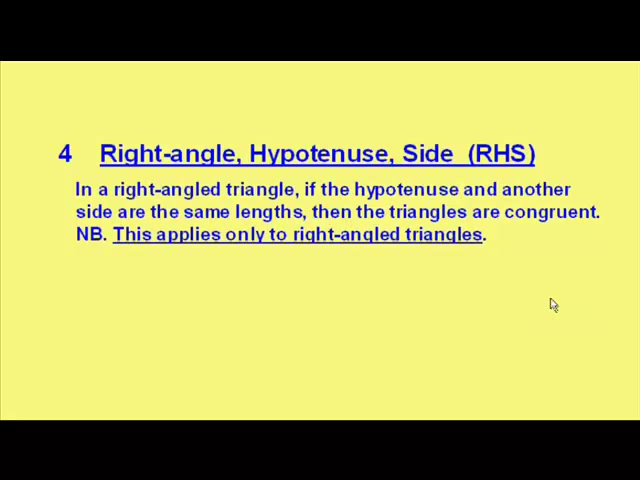 4 Right-angle, Hypotenuse, Side (RHS)
In a right-angled triangle, if the hypotenuse and another
side are the same lengths, then the triangles are congruent.
NB. This applies only to right-angled triangles.